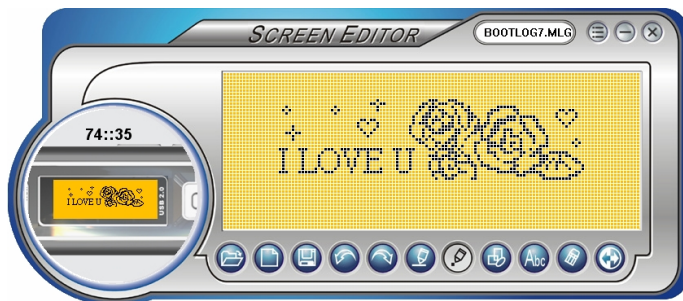 SCREEN EDITOR
BOOTLOG7.MLG
74::35
I LOVE U
I LOVE U
USB 2.0
Abc